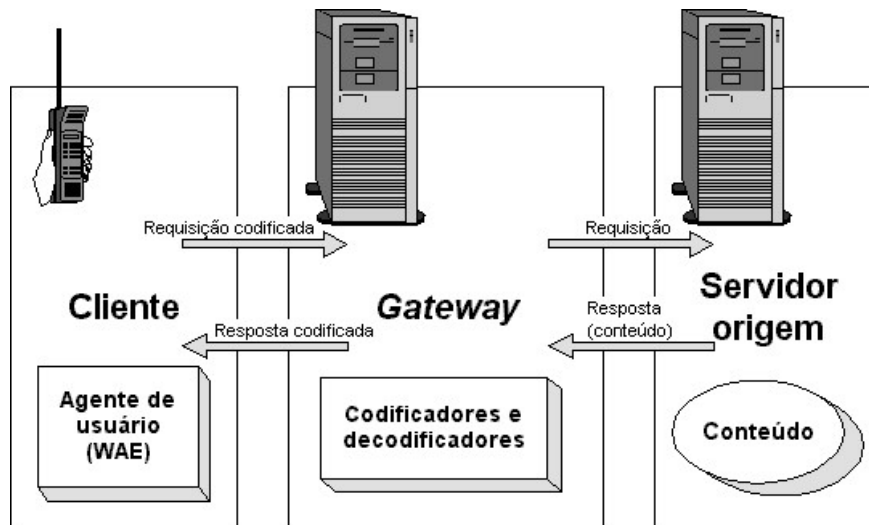 Requisição codificada
Requisição
Cliente
Gateway
Servidor
origem
Resposta codificada
Resposta
(conteúdo)
Agente de
usuário
(WAE)
Codificadores e
decodificadores
Conteúdo